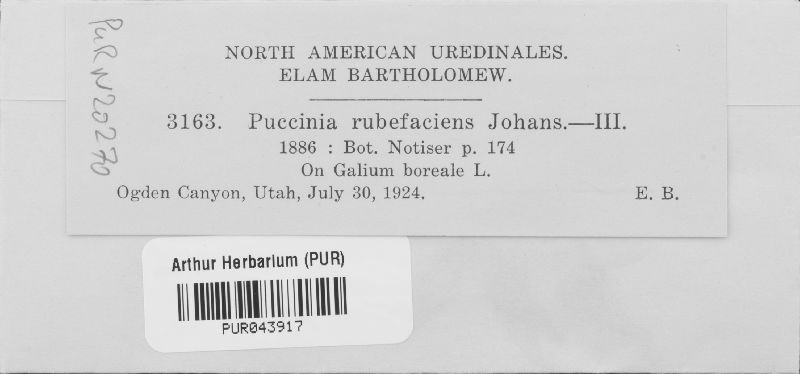 PUR N20270
NORTH AMERICAN UREDINALES.
ELAM BARTHOLOMEW.
3163. Puccinia rubefaciens Johans.—III.
1886 : Bot. Notiser p. 174
On Galium boreale L.
Ogden Canyon, Utah, July 30, 1924. E. B.
Arthur Herbarium (PUR)
PUR043917